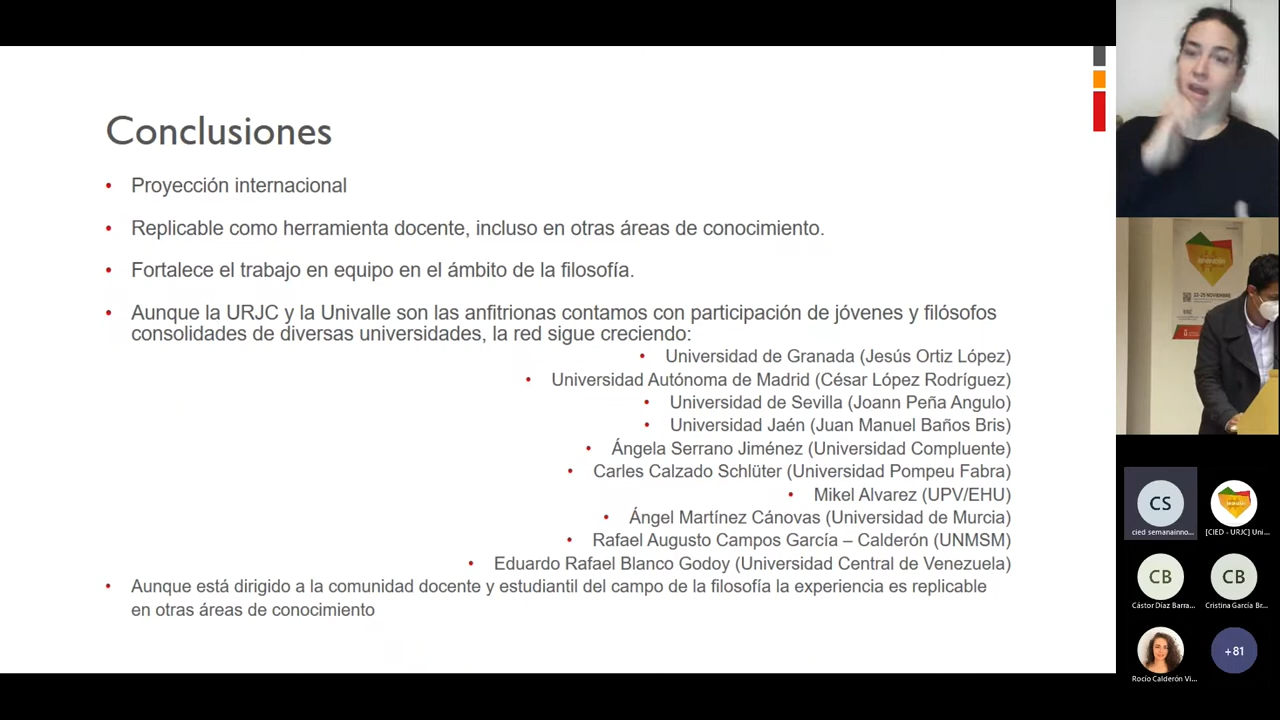 Conclusiones
• Proyección internacional
• Replicable como herramienta docente, incluso en otras áreas de conocimiento.
• Fortalece el trabajo en equipo en el ámbito de la filosofía.
• Aunque la URJC y la Univalle son las anfitrionas contamos con participación de jóvenes y filósofos
consolidades de diversas universidades, la red sigue creciendo:
• Universidad de Granada (Jesús Ortiz López)
• Universidad Autónoma de Madrid (César López Rodríguez)
• Universidad de Sevilla (Joann Peña Angulo)
• Universidad Jaén (Juan Manuel Baños Bris)
• Ángela Serrano Jiménez (Universidad Compluente)
• Carles Calzado Schlüter (Universidad Pompeu Fabra)
• Mikel Alvarez (UPV/EHU)
• Ángel Martínez Cánovas (Universidad de Murcia)
• Rafael Augusto Campos García – Calderón (UNMSM)
• Eduardo Rafael Blanco Godoy (Universidad Central de Venezuela)
• Aunque está dirigido a la comunidad docente y estudiantil del campo de la filosofía la experiencia es replicable
en otras áreas de conocimiento
NOVIEMBRE
CS
cied semanainno...
[CIED - URJC] Uni...
CB
Cástor Díaz Barra...
CB
Cristina García Br...
Rocío Calderón Vi...
+81